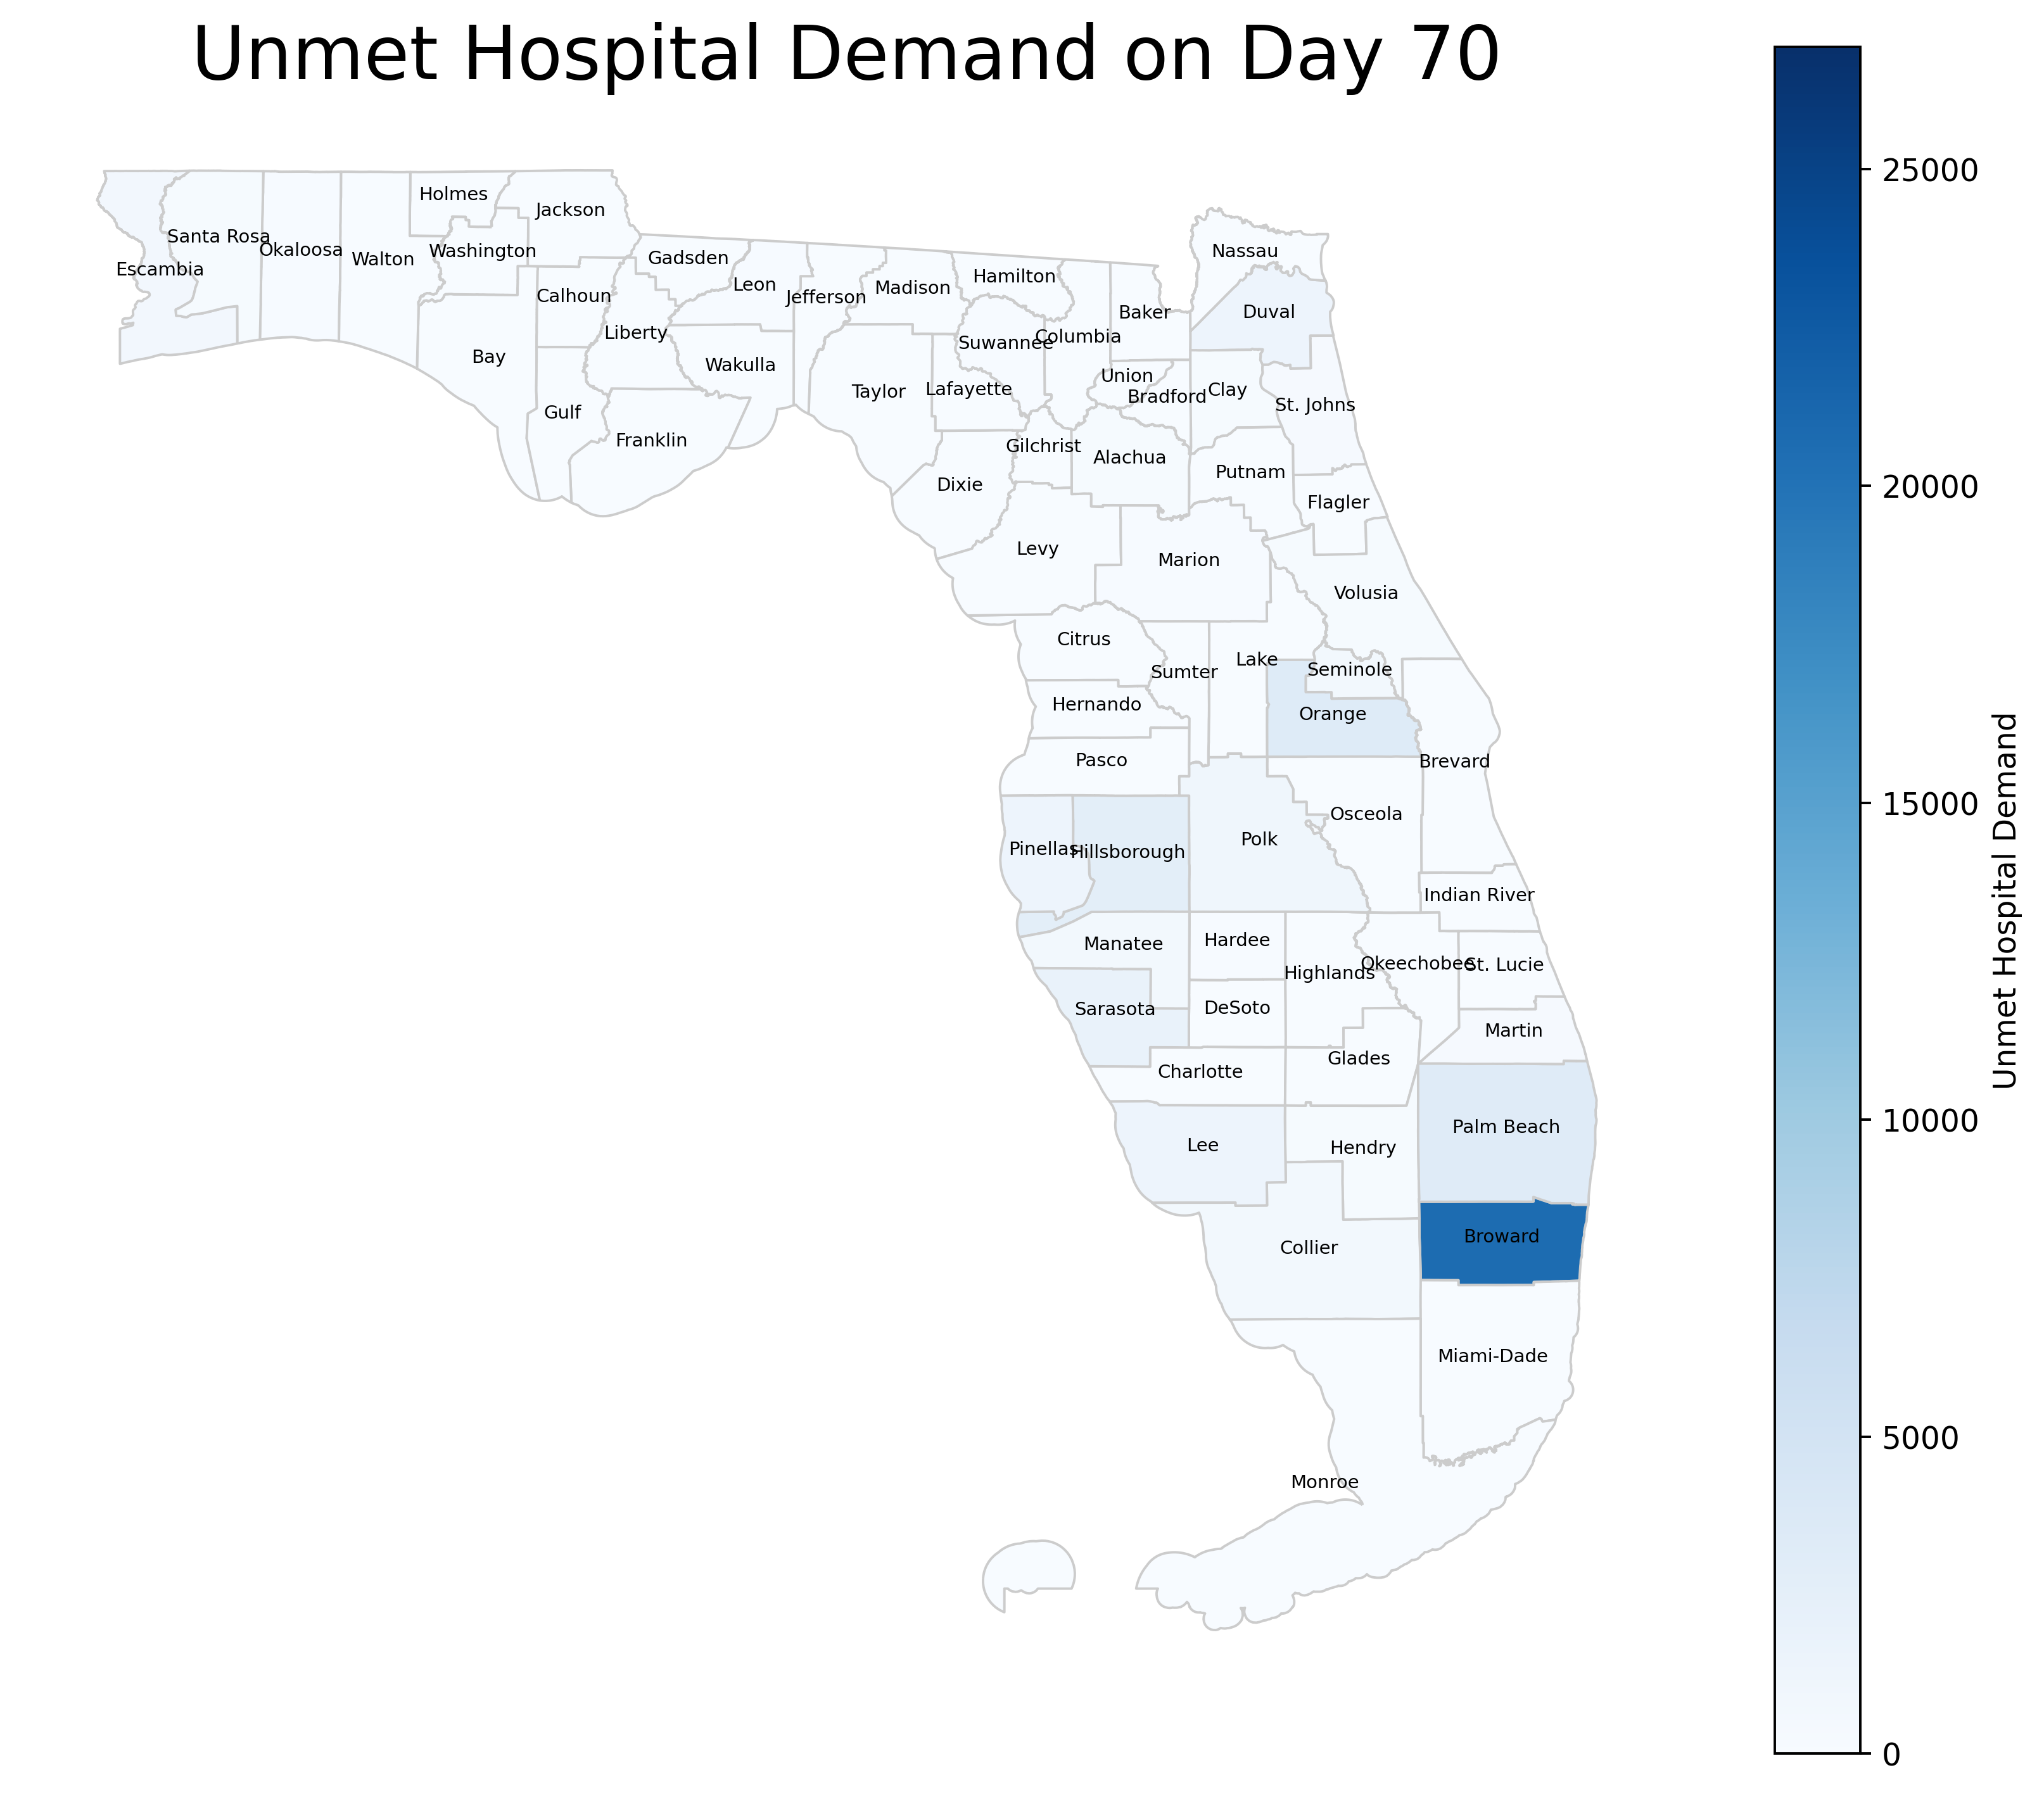 Unmet Hospital Demand on Day 70
Holmes
Jackson
Santa Rosa
Okaloosa
Walton
Washington
Escambia
Gadsden
Leon
Jefferson
Madison
Hamilton
Nassau
Calhoun
Liberty
Baker
Duval
Suwannee
Columbia
Bay
Wakulla
Taylor
Lafayette
Union
Bradford
Clay
St. Johns
Gulf
Franklin
Gilchrist
Alachua
Putnam
Dixie
Flagler
Levy
Marion
Volusia
Citrus
Sumter
Lake
Seminole
Hernando
Orange
Pasco
Brevard
Osceola
Pinellas
Hillsborough
Polk
Indian River
Manatee
Hardee
Highlands
Okeechobee
St. Lucie
Sarasota
DeSoto
Martin
Charlotte
Glades
Lee
Hendry
Palm Beach
Collier
Broward
Miami-Dade
Monroe
25000
20000
15000
10000
5000
0
Unmet Hospital Demand